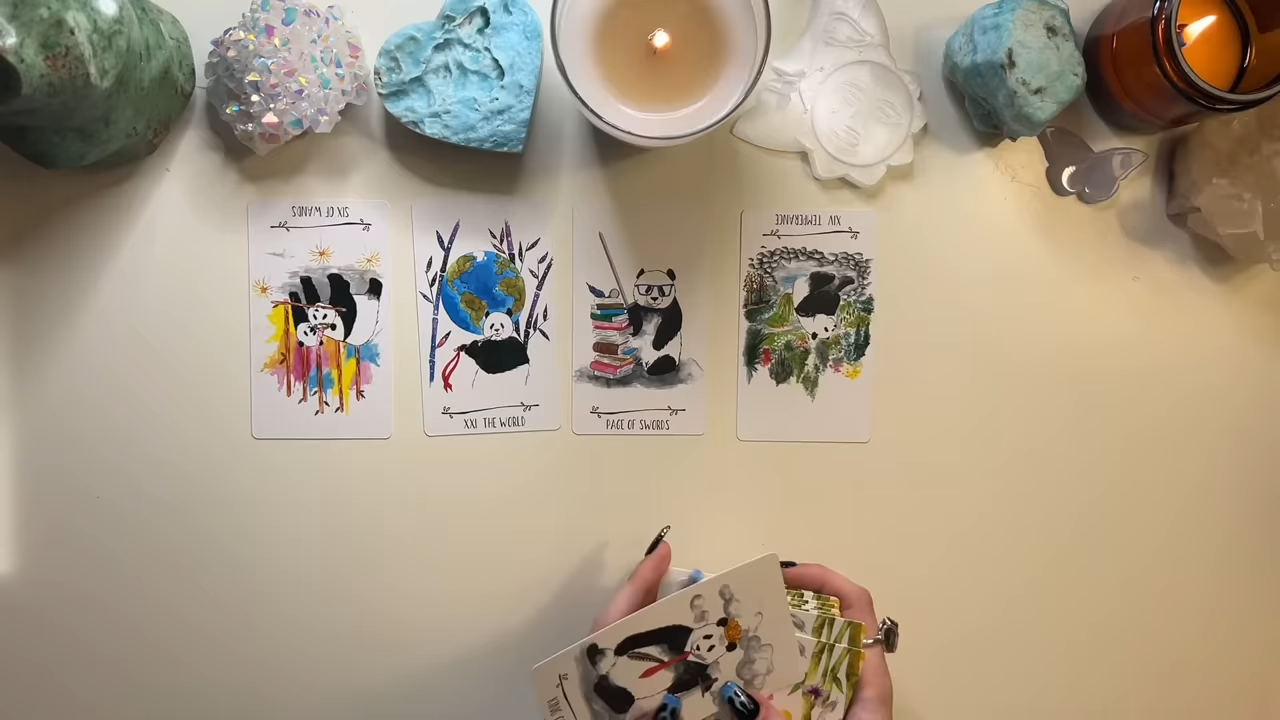 SIX OF WANDS
XXI THE WORLD
PAGE OF SWORDS
XIV TEMPERANCE